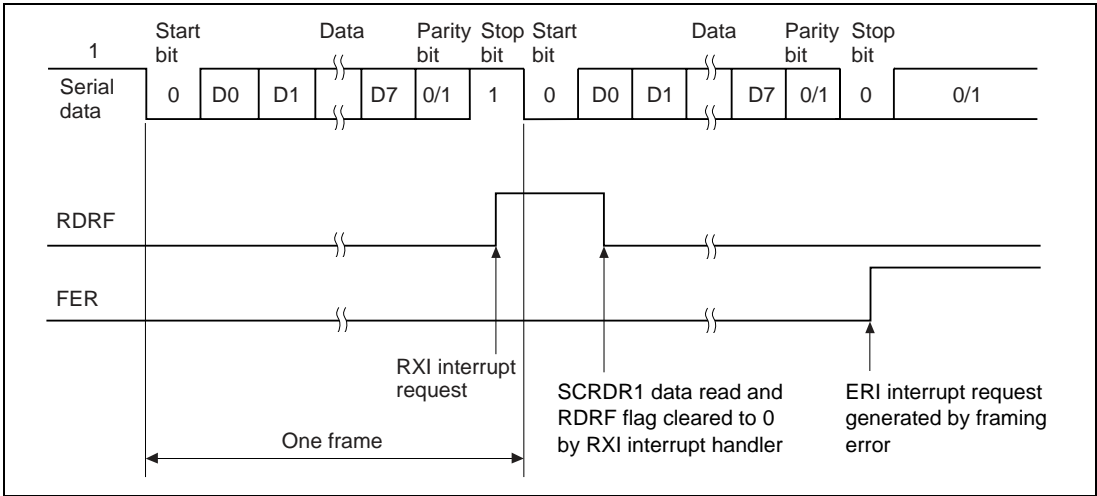 Start bit Data Parity bit Stop bit Start bit Data Parity bit Stop bit
1
Serial data 0 D0 D1 D7 0/1 1 0 D0 D1 D7 0/1 0 0/1
RDRF
FER
RXI interrupt
request
SCRDR1 data read and
RDRF flag cleared to 0
by RXI interrupt handler
ERI interrupt request
generated by framing
error
One frame